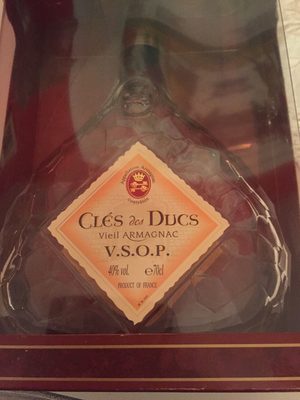 CLÉS des DUCS
VIEIL ARMAGNAC
V.S.O.P.
40% vol. e70cl
PRODUCT OF FRANCE